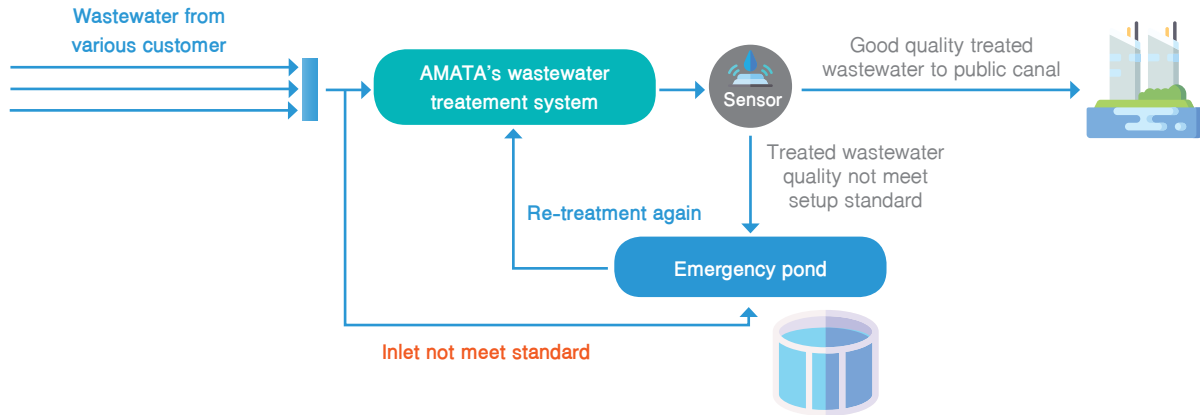 Wastewater from
various customer
AMATA's wastewater
treatement system
Sensor
Good quality treated
wastewater to public canal
Treated wastewater
quality not meet
setup standard
Re-treatment again
Emergency pond
Inlet not meet standard